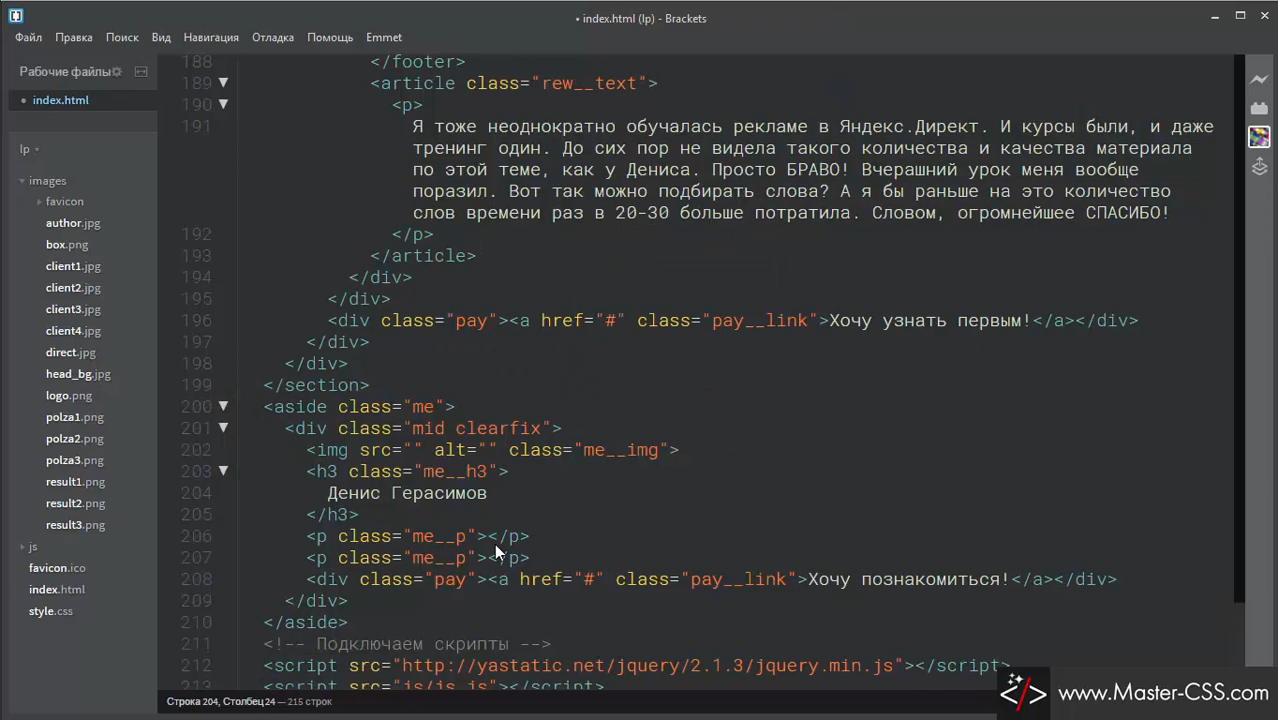 • index.html (lp) - Brackets
Файл Правка Поиск Вид Навигация Отладка Помощь Emmet
Рабочие файлы
• index.html
lp
images
favicon
author.jpg
box.png
client1.jpg
client2.jpg
client3.jpg
client4.jpg
direct.jpg
head_bg.jpg
logo.png
polza1.png
polza2.png
polza3.png
result1.png
result2.png
result3.png
js
favicon.ico
index.html
style.css
188 </footer>
189 <article class="rew__text">
190 <p>
191 Я тоже неоднократно обучалась рекламе в Яндекс.Директ. И курсы были, и даже
тренинг один. До сих пор не видела такого количества и качества материала
по этой теме, как у Дениса. Просто БРАВО! Вчерашний урок меня вообще
поразил. Вот так можно подбирать слова? А я бы раньше на это количество
слов времени раз в 20-30 больше потратила. Словом, огромнейшее СПАСИБО!
192 </p>
193 </article>
194 </div>
195 </div>
196 <div class="pay"><a href="#" class="pay__link">Хочу узнать первым!</a></div>
197 </div>
198 </div>
199 </section>
200 <aside class="me">
201 <div class="mid clearfix">
202 <img src="" alt="" class="me__img">
203 <h3 class="me__h3">
204 Денис Герасимов
205 </h3>
206 <p class="me__p"></p>
207 <p class="me__p"></p>
208 <div class="pay"><a href="#" class="pay__link">Хочу познакомиться!</a></div>
209 </div>
210 </aside>
211 <!-- Подключаем скрипты -->
212 <script src="http://yastatic.net/jquery/2.1.3/jquery.min.js"></script>
213 <script src="js/js.js"></script>
Строка 204, Столбец 24 — 215 строк
</> www.Master-CSS.com